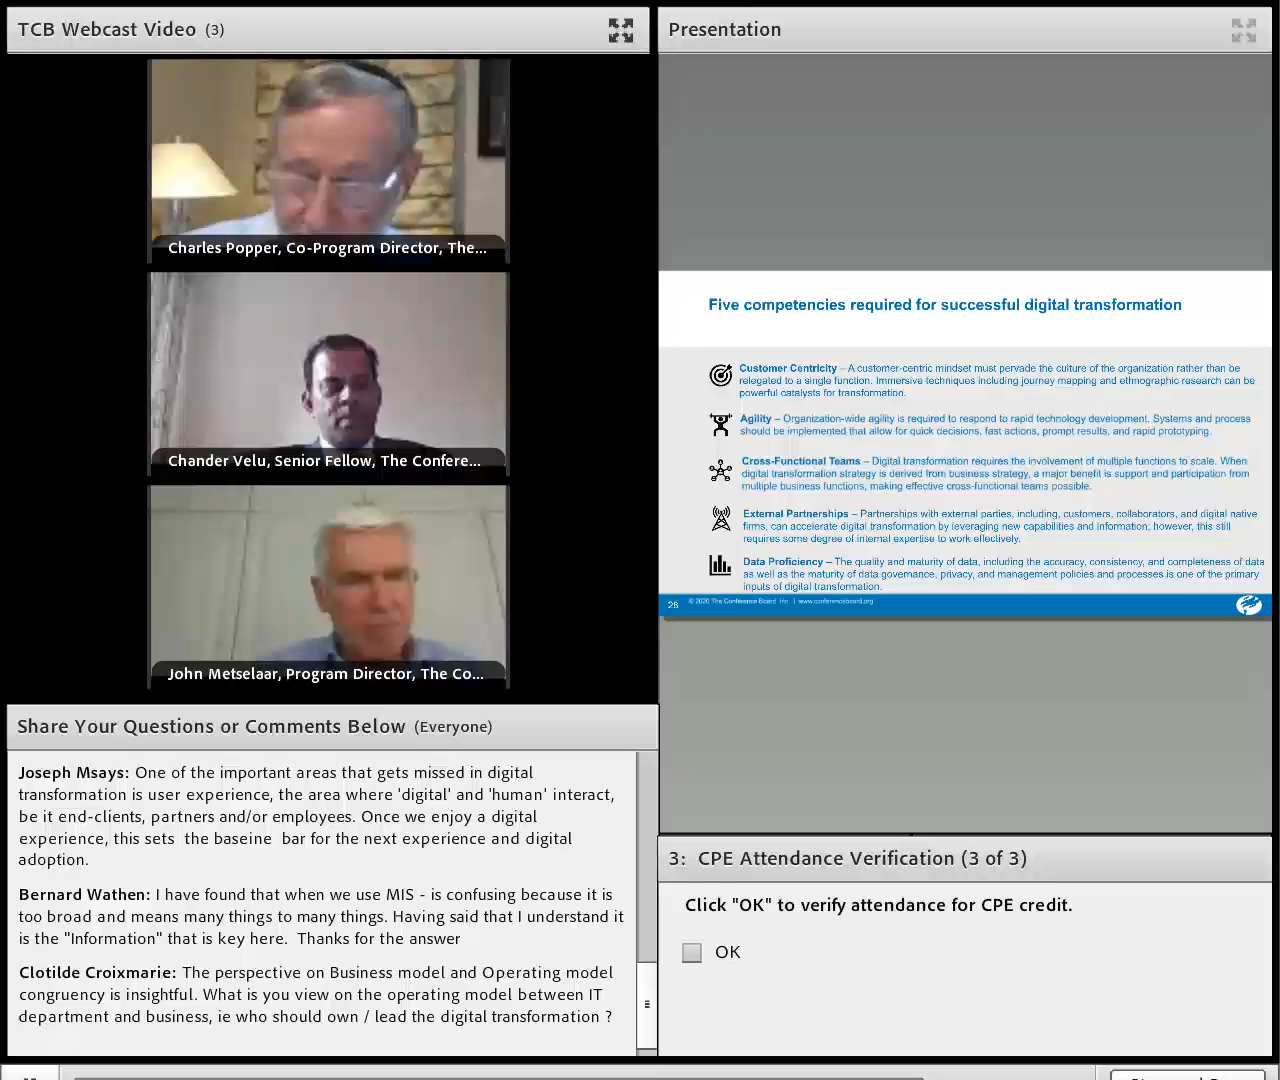 TCB Webcast Video (3)
Charles Popper, Co-Program Director, The...
Chander Velu, Senior Fellow, The Confere...
John Metselaar, Program Director, The Co...
Share Your Questions or Comments Below (Everyone)
Joseph Msays: One of the important areas that gets missed in digital
transformation is user experience, the area where 'digital' and 'human' interact,
be it end-clients, partners and/or employees. Once we enjoy a digital
experience, this sets the baseine bar for the next experience and digital
adoption.
Bernard Wathen: I have found that when we use MIS - is confusing because it is
too broad and means many things to many things. Having said that I understand it
is the "Information" that is key here. Thanks for the answer
Clotilde Croixmarie: The perspective on Business model and Operating model
congruency is insightful. What is you view on the operating model between IT
department and business, ie who should own / lead the digital transformation ?
Presentation
Five competencies required for successful digital transformation
Customer Centricity – A customer-centric mindset must pervade the culture of the organization rather than be
relegated to a single function. Immersive techniques including journey mapping and ethnographic research can be
powerful catalysts for transformation.
Agility – Organization-wide agility is required to respond to rapid technology development. Systems and process
should be implemented that allow for quick decisions, fast actions, prompt results, and rapid prototyping.
Cross-Functional Teams – Digital transformation requires the involvement of multiple functions to scale. When
digital transformation strategy is derived from business strategy, a major benefit is support and participation from
multiple business functions, making effective cross-functional teams possible.
External Partnerships – Partnerships with external parties, including, customers, collaborators, and digital native
firms, can accelerate digital transformation by leveraging new capabilities and information; however, this still
requires some degree of internal expertise to work effectively.
Data Proficiency – The quality and maturity of data, including the accuracy, consistency, and completeness of data
as well as the maturity of data governance, privacy, and management policies and processes is one of the primary
inputs of digital transformation.
26 © 2020 The Conference Board, Inc. | www.conferenceboard.org
3: CPE Attendance Verification (3 of 3)
Click "OK" to verify attendance for CPE credit.
OK